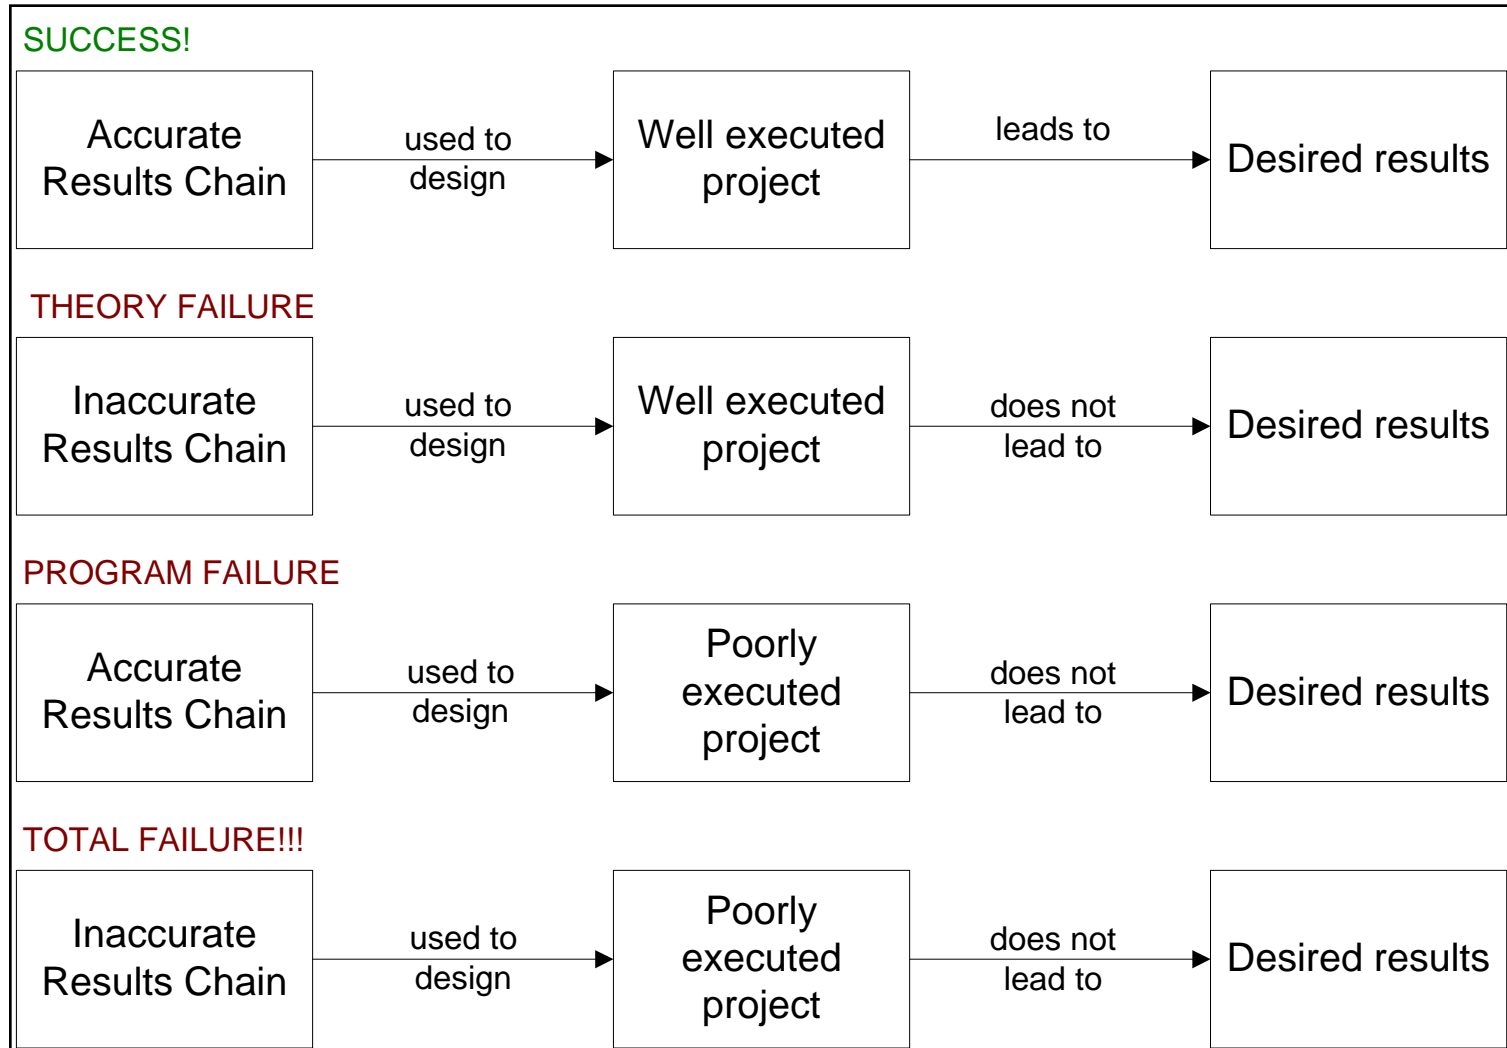 SUCCESS!
Accurate
Results Chain
used to
design
Well executed
project
leads to
Desired results
THEORY FAILURE
Inaccurate
Results Chain
used to
design
Well executed
project
does not
lead to
Desired results
PROGRAM FAILURE
Accurate
Results Chain
used to
design
Poorly
executed
project
does not
lead to
Desired results
TOTAL FAILURE!!!
Inaccurate
Results Chain
used to
design
Poorly
executed
project
does not
lead to
Desired results